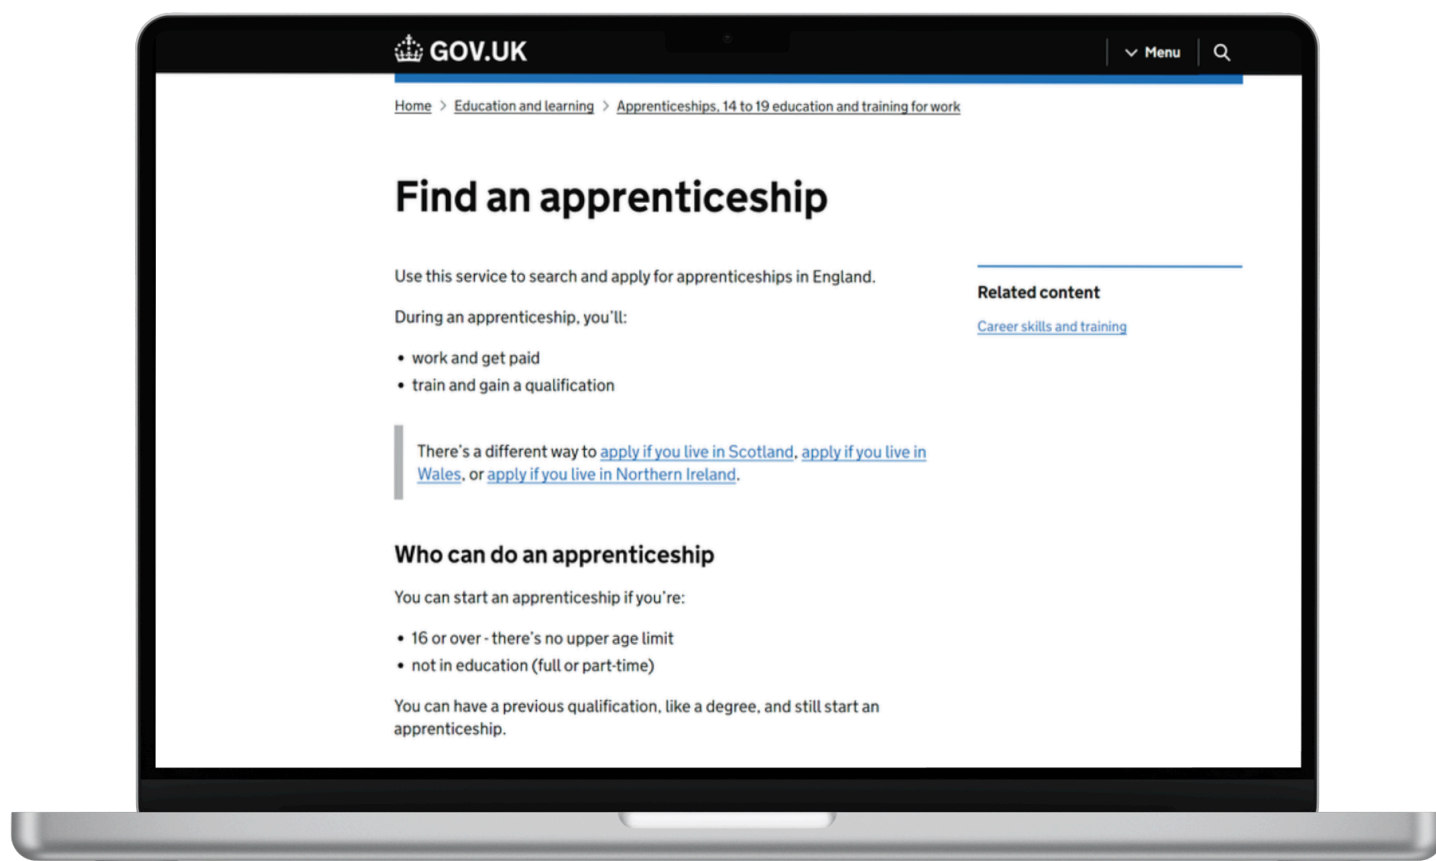 GOV.UK
Menu
Home > Education and learning > Apprenticeships, 14 to 19 education and training for work
Find an apprenticeship
Use this service to search and apply for apprenticeships in England.
During an apprenticeship, you'll:
• work and get paid
• train and gain a qualification
There's a different way to apply if you live in Scotland, apply if you live in
Wales, or apply if you live in Northern Ireland.
Related content
Career skills and training
Who can do an apprenticeship
You can start an apprenticeship if you're:
• 16 or over - there's no upper age limit
• not in education (full or part-time)
You can have a previous qualification, like a degree, and still start an
apprenticeship.